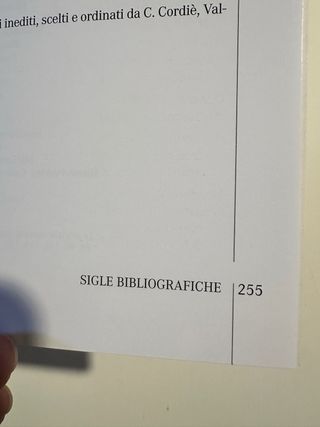 i inediti, scelti e ordinati da C. Cordiè, Val-
SIGLE BIBLIOGRAFICHE 255